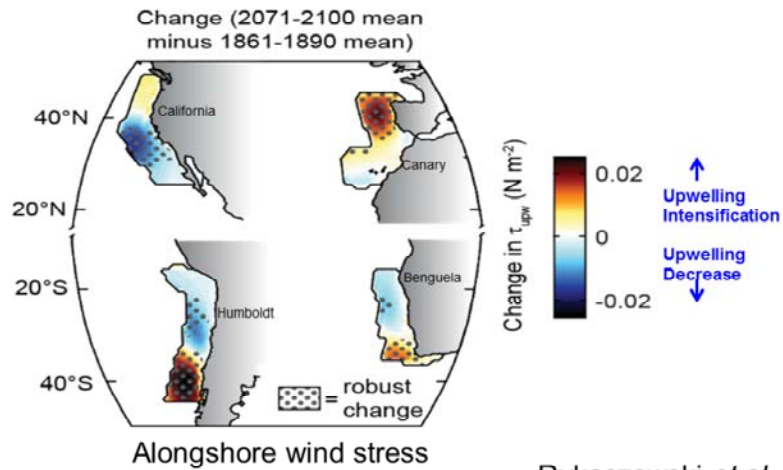 Change (2071-2100 mean
minus 1861-1890 mean)
40°N
20°N
20°S
40°S
California
Canary
Humboldt
Benguela
= robust
change
Alongshore wind stress
Change in τupw (N m-2)
0.02
0
-0.02
Upwelling
Intensification
Upwelling
Decrease